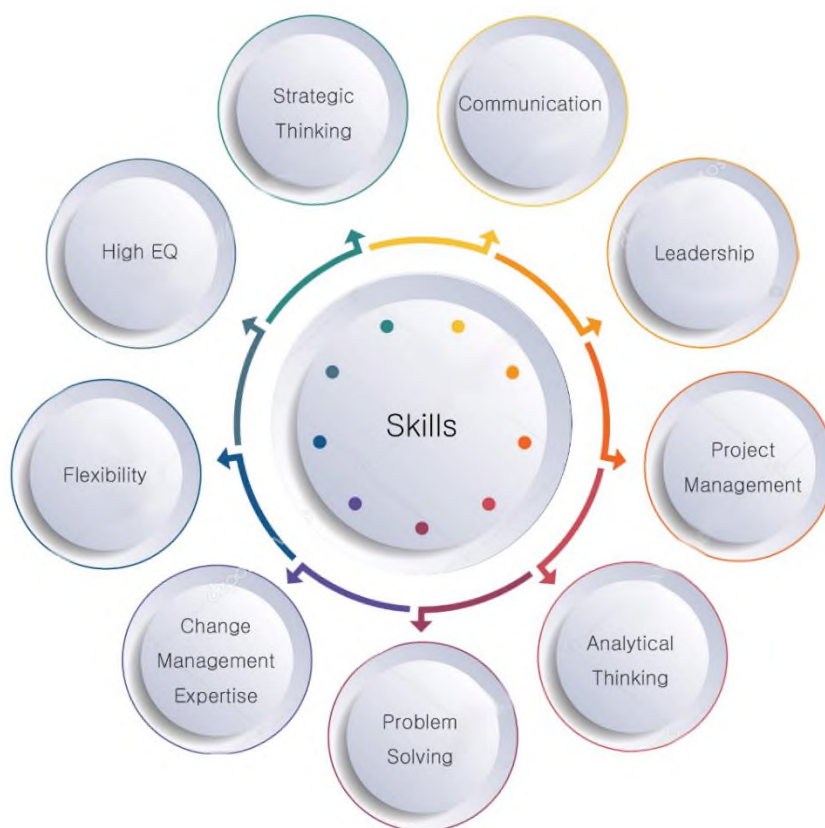 Skills
Communication
Leadership
Project
Management
Analytical
Thinking
Problem
Solving
Change
Management
Expertise
Flexibility
High EQ
Strategic
Thinking